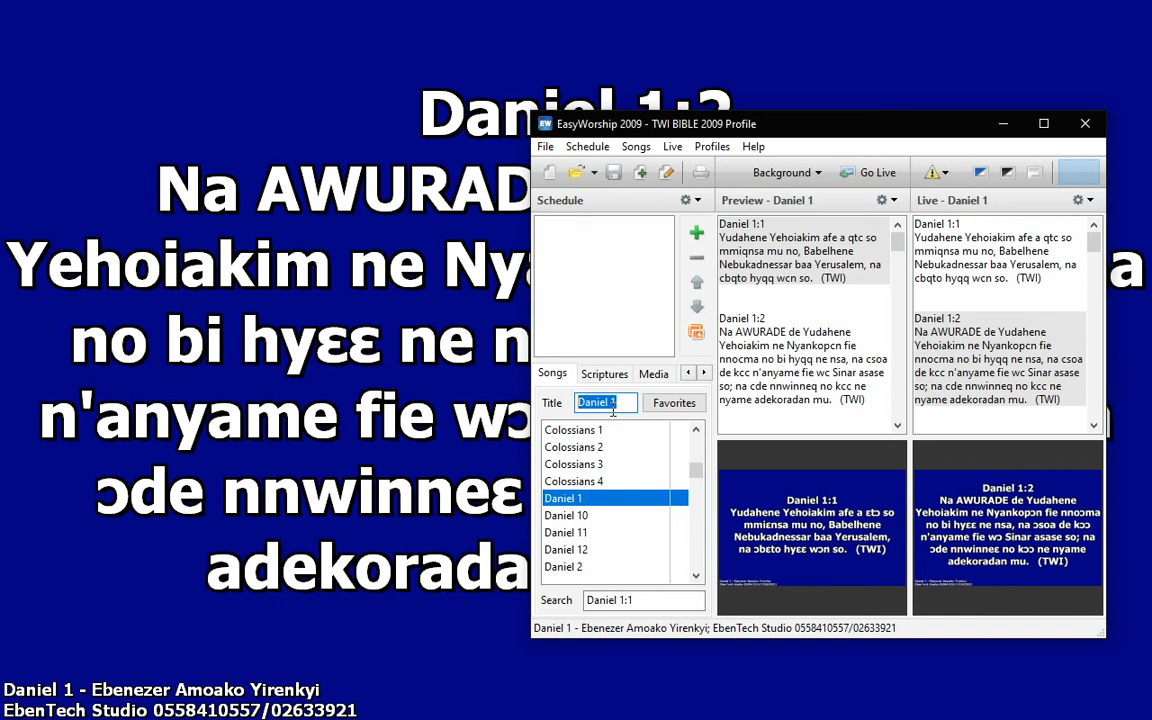 Daniel 1:2
Na AWURADE
Yehoiakim ne Nya
a
no bi hyɛɛ ne n
n'anyame fie wɔ
ɔde nnwinneɛ
adekorada
Daniel 1 - Ebenezer Amoako Yirenkyi
EbenTech Studio 0558410557/02633921
EW EasyWorship 2009 - TWI BIBLE 2009 Profile
File Schedule Songs Live Profiles Help
Background Go Live
Schedule
Preview - Daniel 1
Live - Daniel 1
Daniel 1:1
Yudahene Yehoiakim afe a qtc so
mmiqnsa mu no, Babelhene
Nebukadnessar baa Yerusalem, na
cbqto hyqq wcn so. (TWI)
Daniel 1:2
Na AWURADE de Yudahene
Yehoiakim ne Nyankopcn fie
nnocma no bi hyqq ne nsa, na csoa
de kcc n'anyame fie wc Sinar asase
so; na cde nnwinneq no kcc ne
nyame adekoradan mu. (TWI)
Daniel 1:1
Yudahene Yehoiakim afe a qtc so
mmiqnsa mu no, Babelhene
Nebukadnessar baa Yerusalem, na
cbqto hyqq wcn so. (TWI)
Daniel 1:2
Na AWURADE de Yudahene
Yehoiakim ne Nyankopcn fie
nnocma no bi hyqq ne nsa, na csoa
de kcc n'anyame fie wc Sinar asase
so; na cde nnwinneq no kcc ne
nyame adekoradan mu. (TWI)
Songs Scriptures Media
Title Daniel 1 Favorites
Colossians 1
Colossians 2
Colossians 3
Colossians 4
Daniel 1
Daniel 10
Daniel 11
Daniel 12
Daniel 2
Search Daniel 1:1
Daniel 1:1
Yudahene Yehoiakim afe a ɛtɔ so
mmiɛnsa mu no, Babelhene
Nebukadnessar baa Yerusalem,
na ɔbɛto hyɛɛ wɔn so. (TWI)
Daniel 1:2
Na AWURADE de Yudahene
Yehoiakim ne Nyankopɔn fie nnoɔma
no bi hyɛɛ ne nsa, na ɔsoa de kɔɔ
n'anyame fie wɔ Sinar asase so; na
ɔde nnwinneɛ no kɔɔ ne nyame
adekoradan mu. (TWI)
Daniel 1 - Ebenezer Amoako Yirenkyi; EbenTech Studio 0558410557/02633921